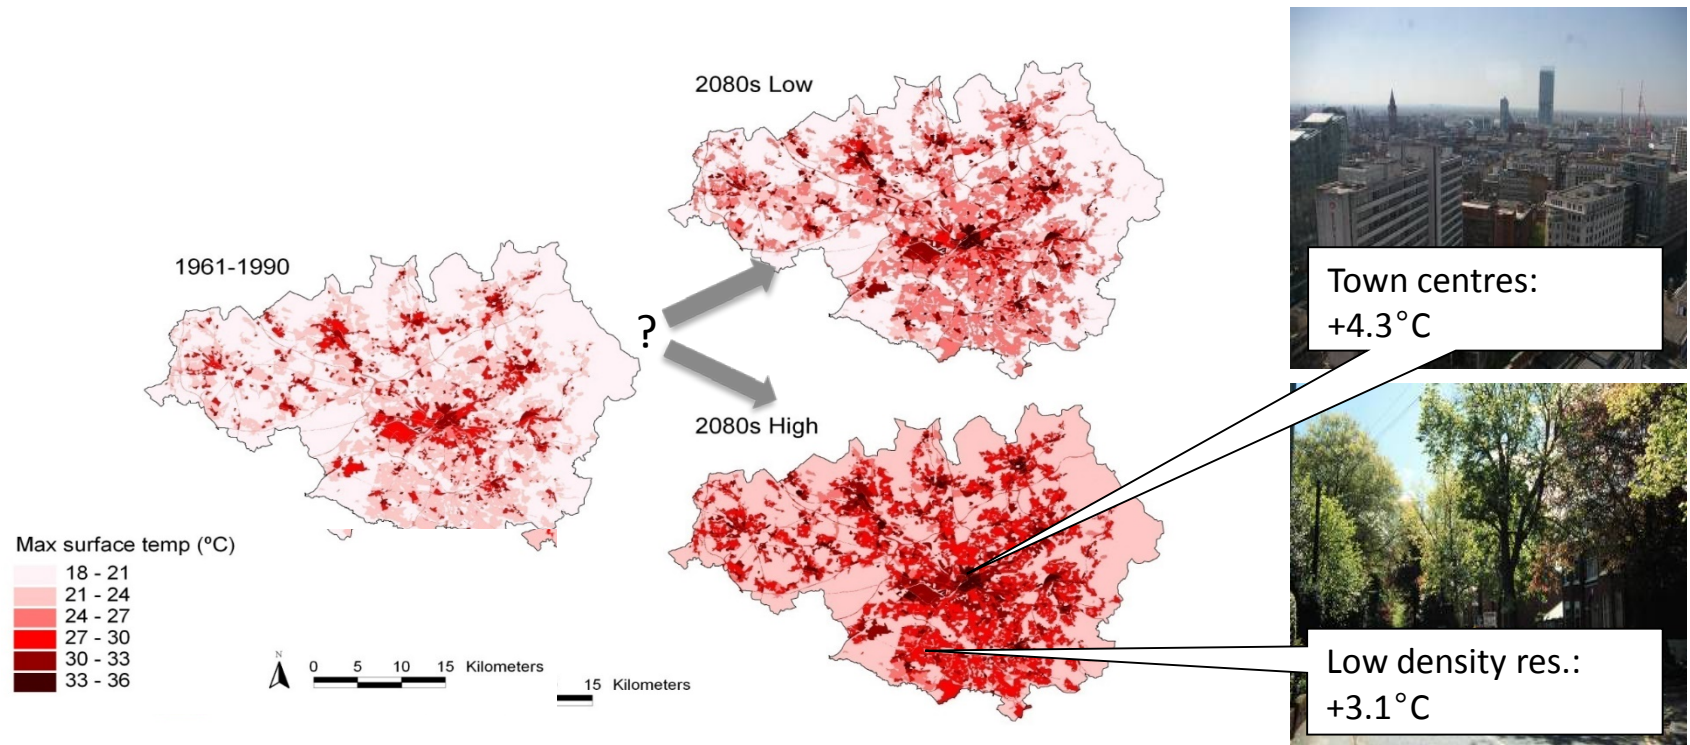 2080s Low
1961-1990
?
Town centres:
+4.3°C
2080s High
Max surface temp (ºC)
18 - 21
21 - 24
24 - 27
27 - 30
30 - 33
33 - 36
N
0 5 10 15 Kilometers
15 Kilometers
Low density res.:
+3.1°C